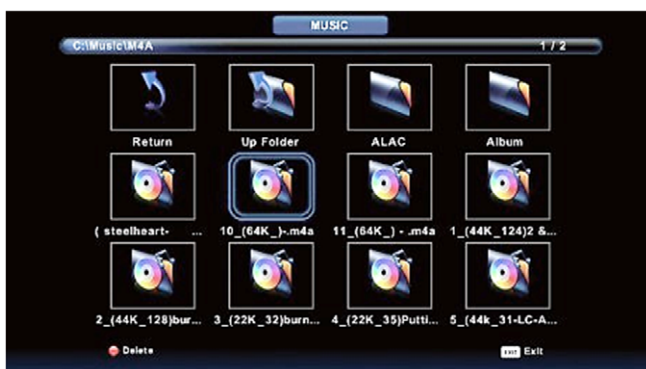 MUSIC
C:\Music\M4A 1 / 2
Return Up Folder ALAC Album
( steelheart- ... 10_(64K_)-.m4a 11_(64K_) - .m4a 1_(44K_124)2 &...
2_(44K_128)bur... 3_(22K_32)burn... 4_(22K_35)Putti... 5_(44k_31-LC-A...
Delete EXIT Exit